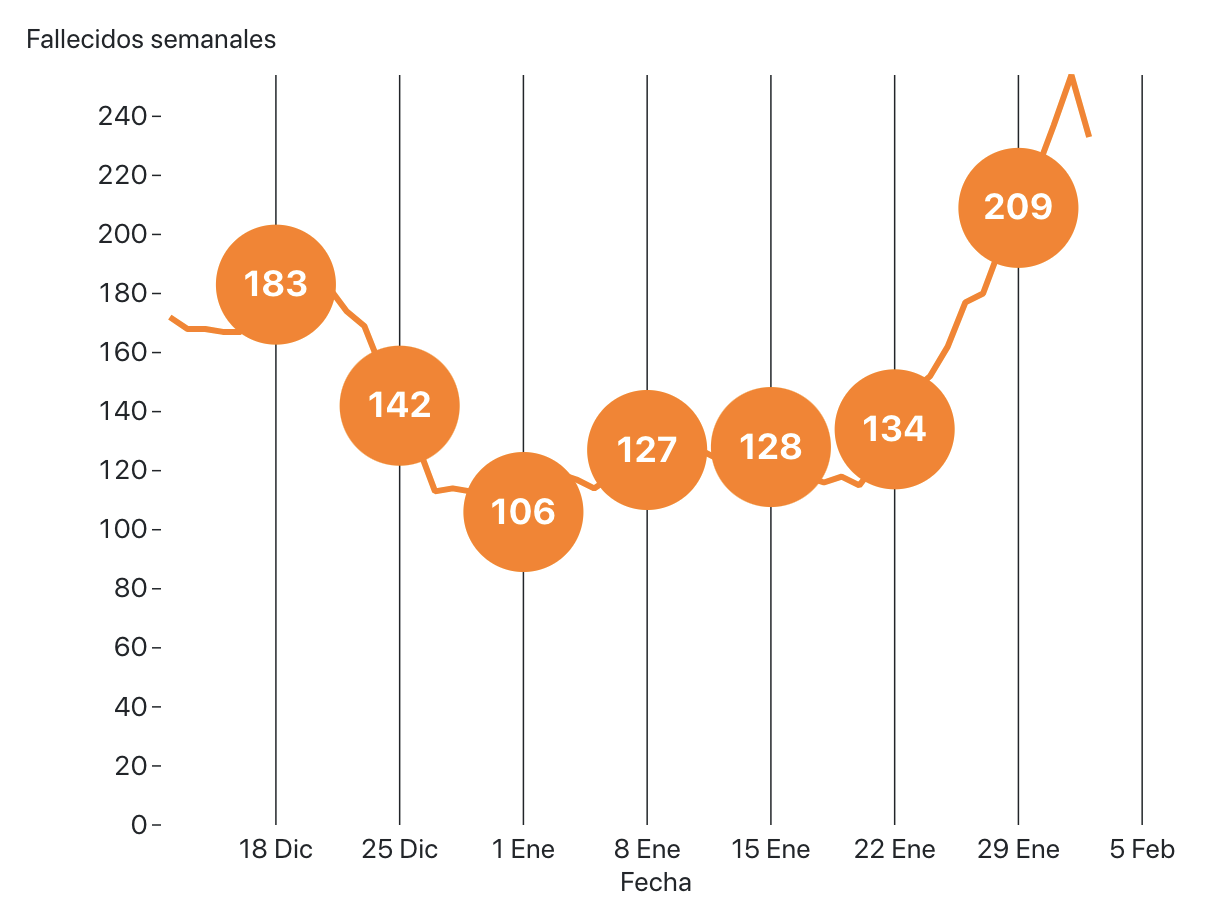 Fallecidos semanales
240
220
200
180
160
140
120
100
80
60
40
20
0
183
142
106
127
128
134
209
18 Dic
25 Dic
1 Ene
8 Ene
15 Ene
22 Ene
29 Ene
5 Feb
Fecha